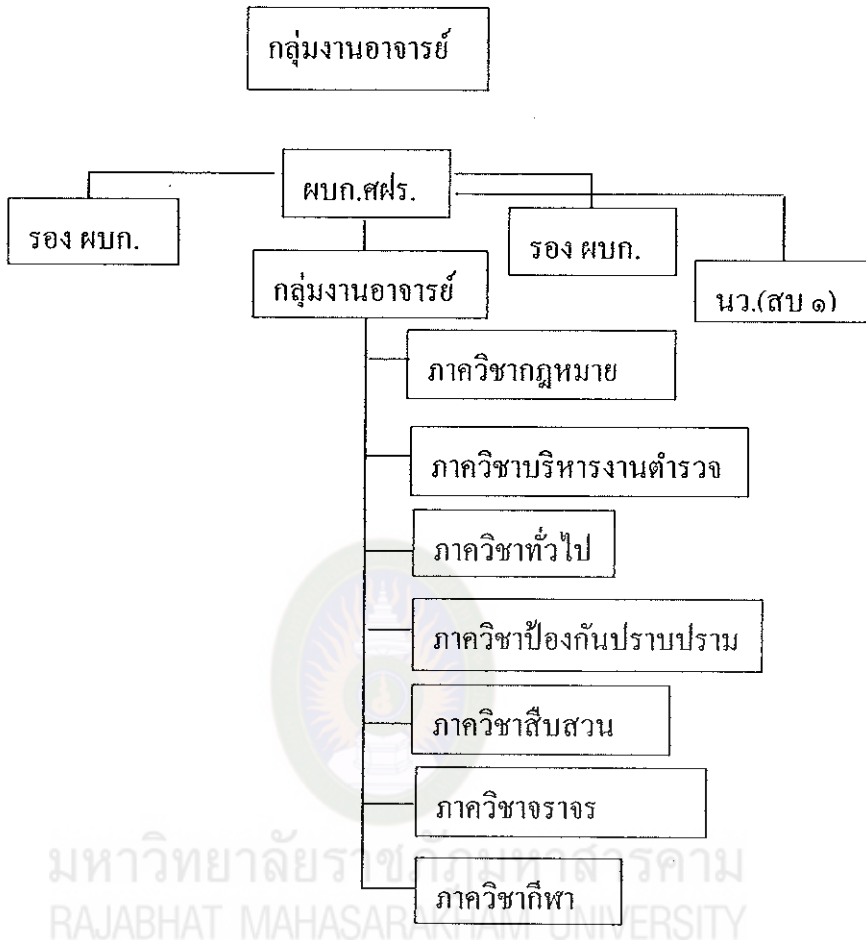 กลุ่มงานอาจารย์
ผบก.ศฝร.
รอง ผบก.
รอง ผบก.
กลุ่มงานอาจารย์
นว.(สบ ๑)
ภาควิชากฎหมาย
ภาควิชาบริหารงานตำรวจ
ภาควิชาทั่วไป
ภาควิชาป้องกันปราบปราม
ภาควิชาสืบสวน
ภาควิชาจราจร
ภาควิชากีฬา
มหาวิทยาลัยราชภัฏมหาสารคาม
RAJABHAT MAHASARAKHAM UNIVERSITY